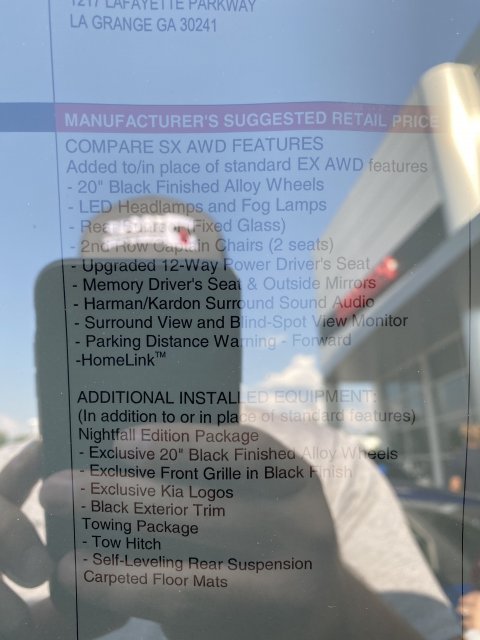 1217 LAFAYETTE PARKWAY
LA GRANGE GA 30241
MANUFACTURER'S SUGGESTED RETAIL PRICE
COMPARE SX AWD FEATURES
Added to/in place of standard EX AWD features
- 20" Black Finished Alloy Wheels
- LED Headlamps and Fog Lamps
- Rear Sunroof (Fixed Glass)
- 2nd Row Captain Chairs (2 seats)
- Upgraded 12-Way Power Driver's Seat
- Memory Driver's Seat & Outside Mirrors
- Harman/Kardon Surround Sound Audio
- Surround View and Blind-Spot View Monitor
- Parking Distance Warning - Forward
-HomeLink™
ADDITIONAL INSTALLED EQUIPMENT:
(In addition to or in place of standard features)
Nightfall Edition Package
- Exclusive 20" Black Finished Alloy Wheels
- Exclusive Front Grille in Black Finish
- Exclusive Kia Logos
- Black Exterior Trim
Towing Package
- Tow Hitch
- Self-Leveling Rear Suspension
Carpeted Floor Mats